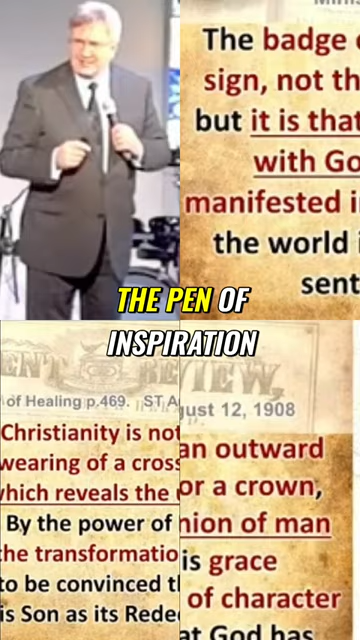 The badge
sign, not th
but it is that
with Go
manifested i
the world i
sent
THE PEN OF
INSPIRATION
ENT REVIEW,
of Healing p.469. ST A
gust 12, 1908
Christianity is not
wearing of a cross
which reveals the
By the power of
the transformatio
to be convinced t
is Son as its Rede
an outward
or a crown,
nion of man
is grace
of character
at God has